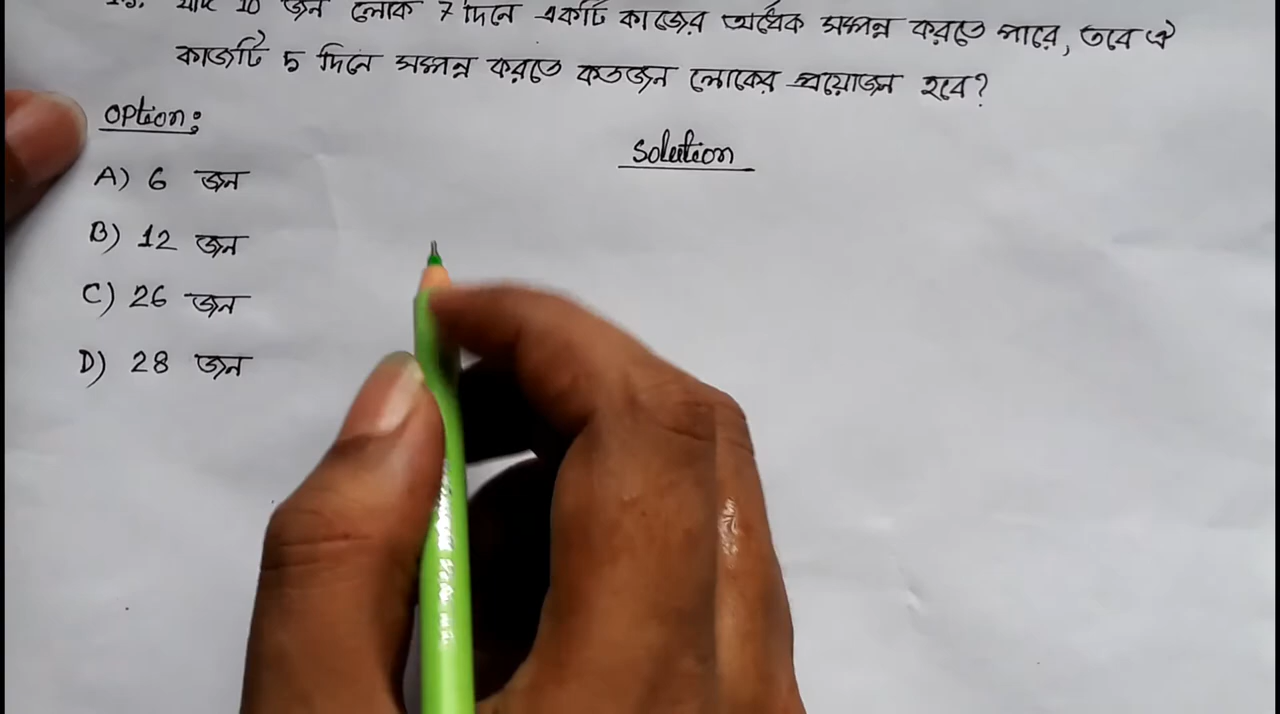 যদি 10 জন লোক 7 দিনে একটি কাজের অর্ধেক সম্পন্ন করতে পারে, তবে ঐ
কাজটি 5 দিনে সম্পন্ন করতে কতজন লোকের প্রয়োজন হবে?
Option:
Solution
A) 6 জন
B) 12 জন
C) 26 জন
D) 28 জন